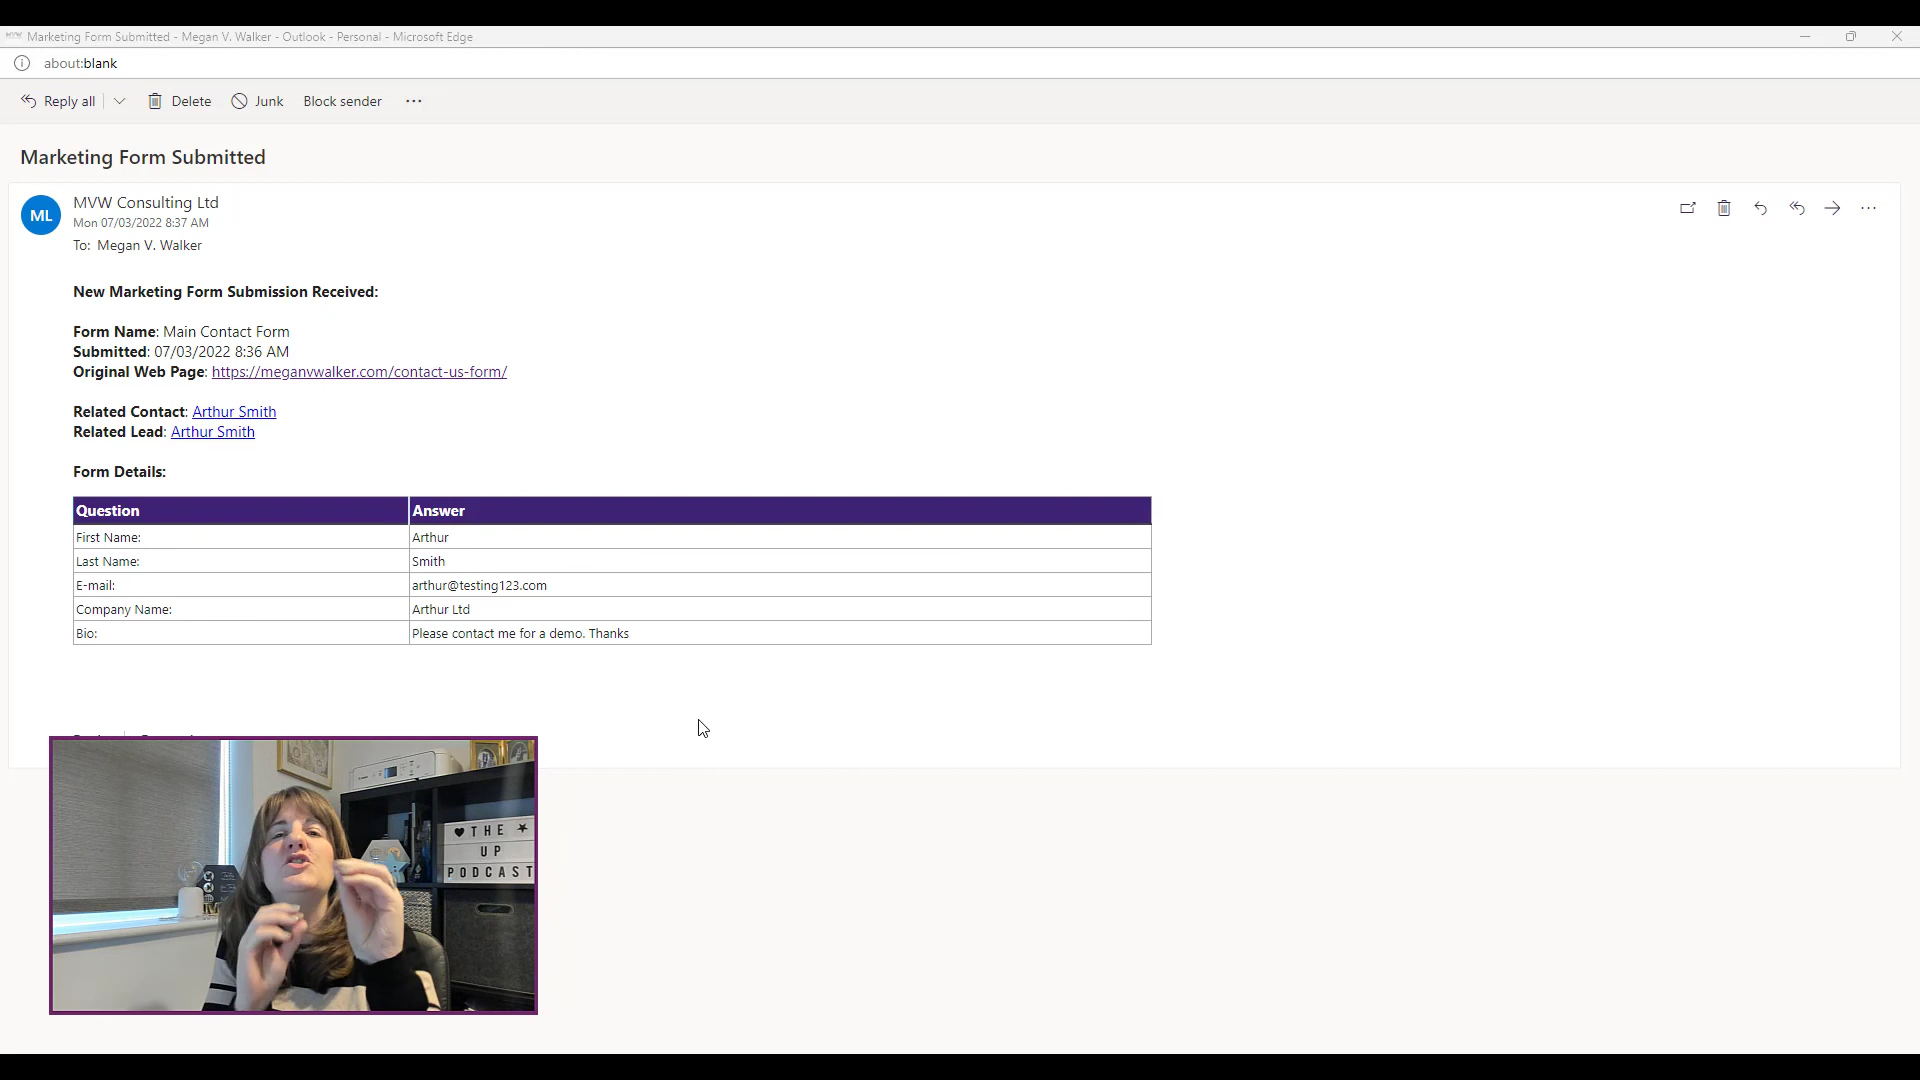 Marketing Form Submitted - Megan V. Walker - Outlook - Personal - Microsoft Edge
about:blank
Reply all
Delete
Junk
Block sender
Marketing Form Submitted
ML
MVW Consulting Ltd
Mon 07/03/2022 8:37 AM
To: Megan V. Walker
New Marketing Form Submission Received:
Form Name: Main Contact Form
Submitted: 07/03/2022 8:36 AM
Original Web Page: https://meganvwalker.com/contact-us-form/
Related Contact: Arthur Smith
Related Lead: Arthur Smith
Form Details:
Question Answer
First Name: Arthur
Last Name: Smith
E-mail: arthur@testing123.com
Company Name: Arthur Ltd
Bio: Please contact me for a demo. Thanks
THE
UP
PODCAST